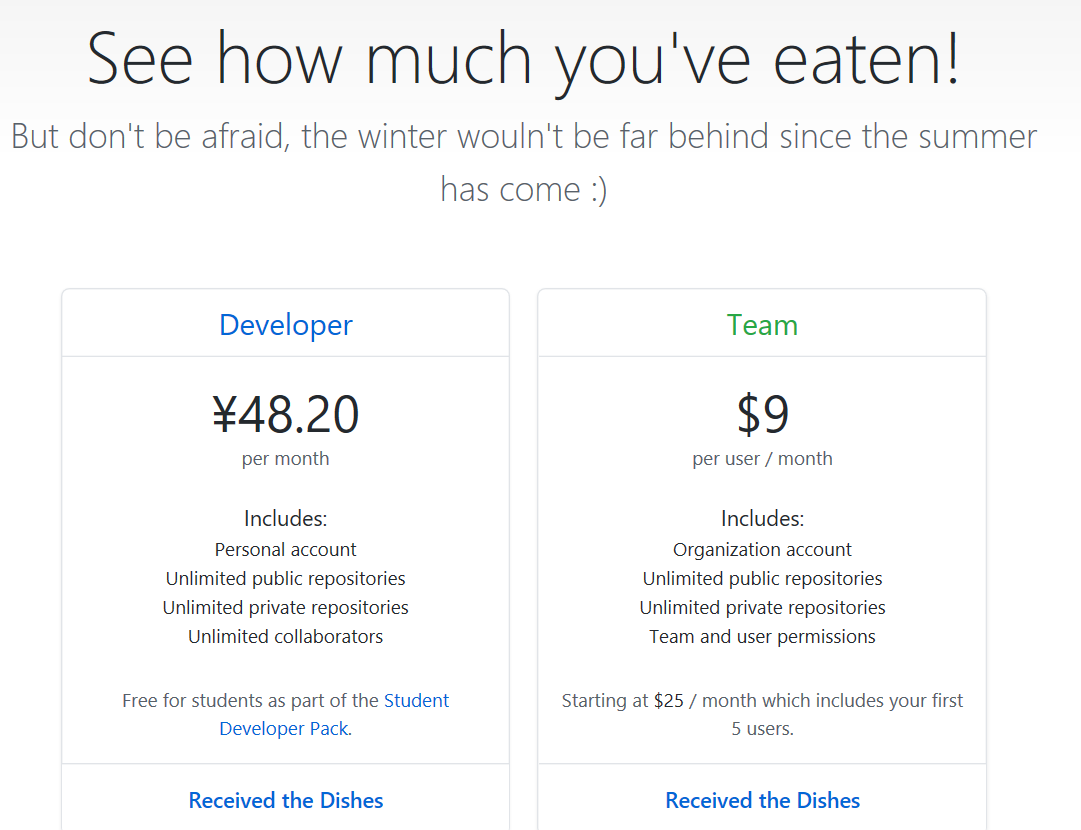 See how much you've eaten!
But don't be afraid, the winter wouln't be far behind since the summer
has come :)
Developer
¥48.20
per month
Includes:
Personal account
Unlimited public repositories
Unlimited private repositories
Unlimited collaborators
Free for students as part of the Student
Developer Pack.
Received the Dishes
Team
$9
per user / month
Includes:
Organization account
Unlimited public repositories
Unlimited private repositories
Team and user permissions
Starting at $25 / month which includes your first
5 users.
Received the Dishes